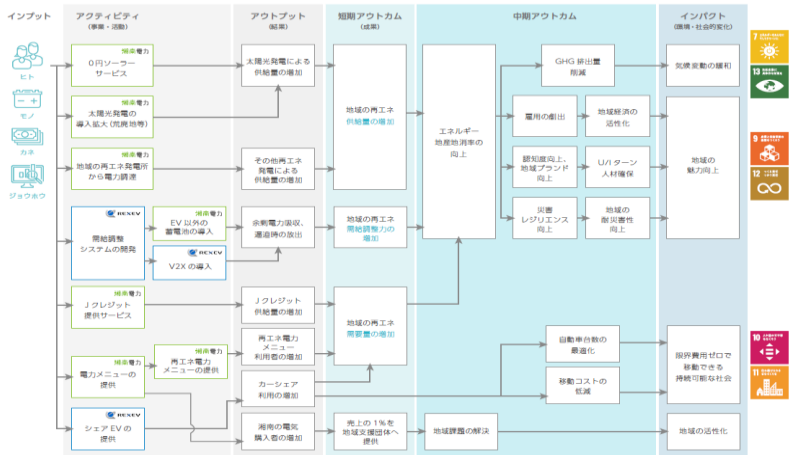 インプット
アクティビティ
(事業・活動)
アウトプット
(結果)
短期アウトカム
(成果)
中期アウトカム
インパクト
(環境・社会的変化)
ヒト
モノ
カネ
ジョウホウ
湘南電力
0円ソーラー
サービス
湘南電力
太陽光発電の
導入拡大(荒廃地等)
湘南電力
地域の再エネ発電所
から電力調達
REXEV
需給調整
システムの開発
湘南電力
EV以外の
蓄電池の導入
REXEV
V2Xの導入
湘南電力
Jクレジット
提供サービス
湘南電力
電力メニューの
提供
湘南電力
再エネ電力
メニューの提供
REXEV
シェアEVの
提供
太陽光発電による
供給量の増加
その他再エネ
発電による
供給量の増加
余剰電力吸収、
逼迫時の放出
Jクレジット
供給量の増加
再エネ電力
メニュー
利用者の増加
カーシェア
利用の増加
湘南の電気
購入者の増加
地域の再エネ
供給量の増加
地域の再エネ
需給調整力の
増加
地域の再エネ
需要量の増加
売上の1%を
地域支援団体へ
提供
エネルギー
地産地消率の
向上
GHG排出量
削減
雇用の創出
地域経済の
活性化
認知度向上、
地域ブランド
向上
U/Iターン
人材確保
災害
レジリエンス
向上
地域の
耐災害性
向上
自動車台数の
最適化
移動コストの
低減
地域課題の解決
気候変動の緩和
地域の
魅力向上
限界費用ゼロで
移動できる
持続可能な社会
地域の活性化
7
13
9
12
10
11